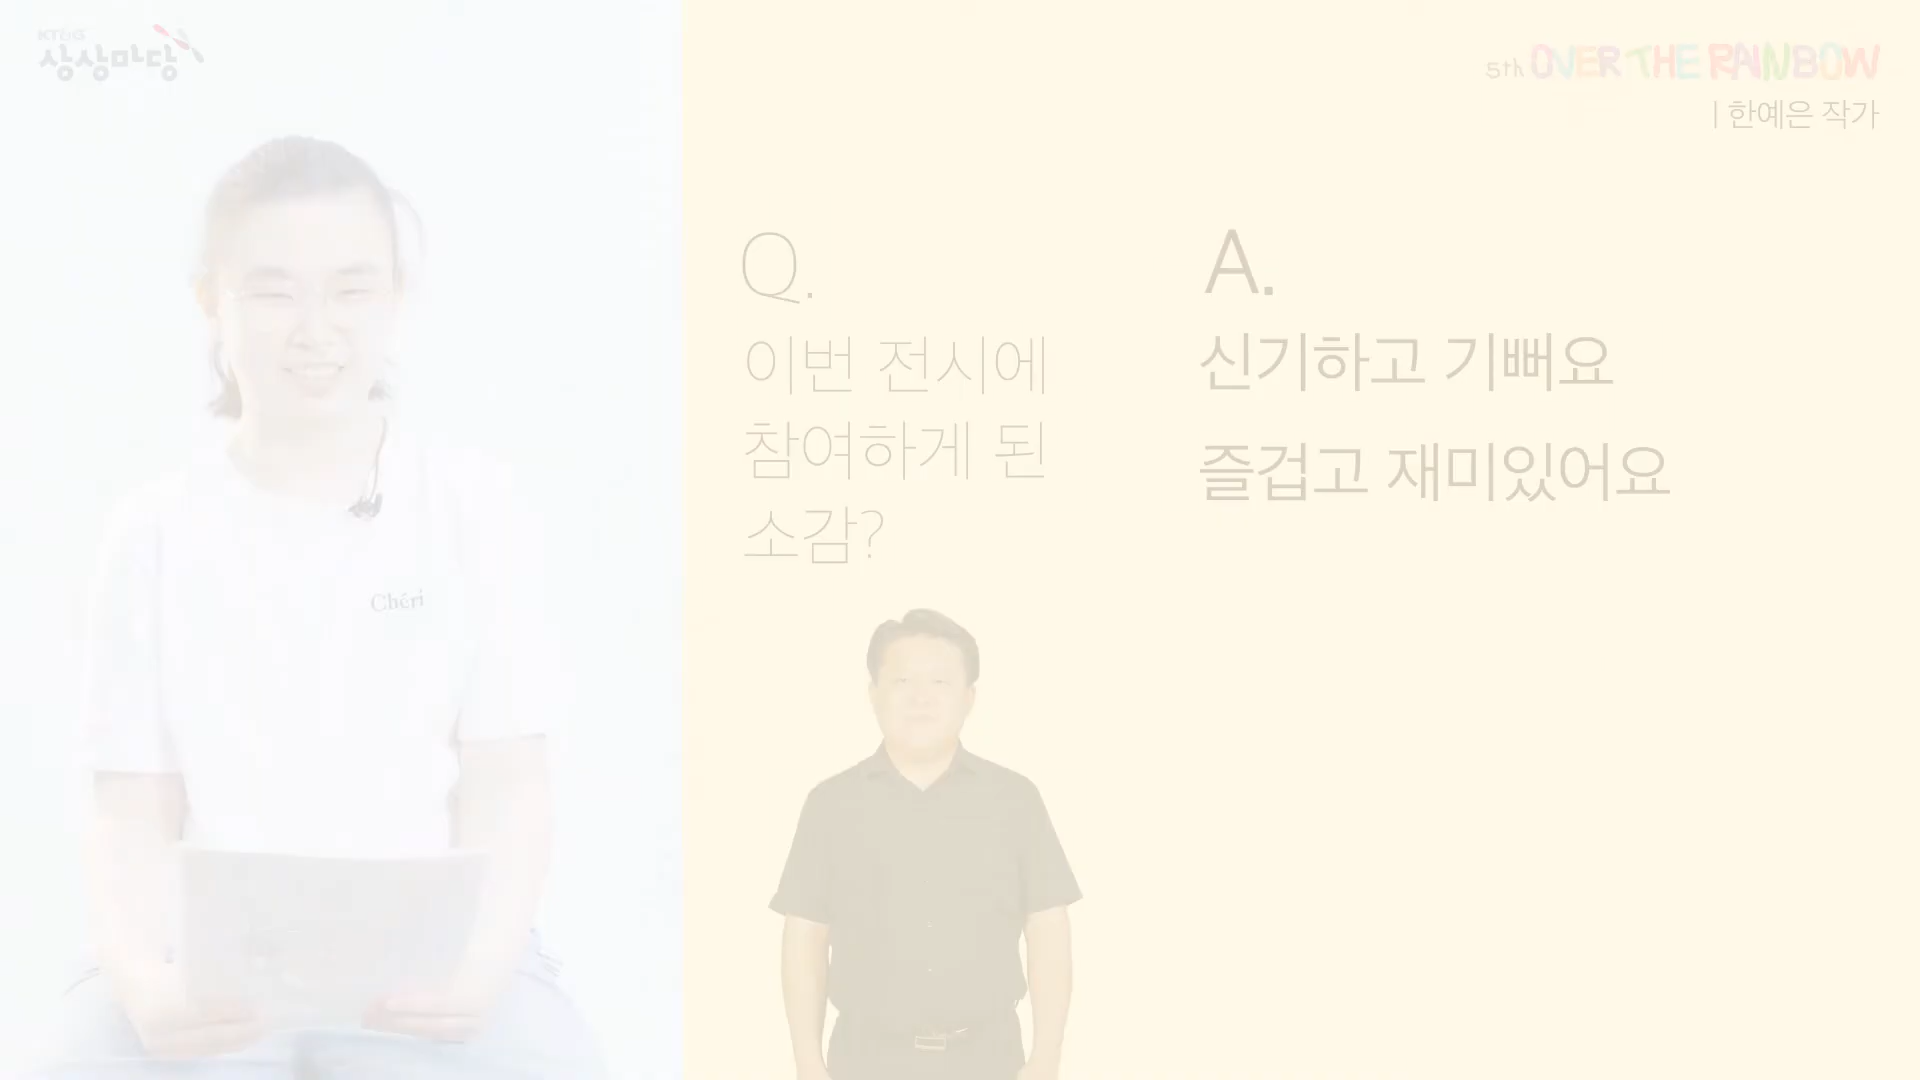 KT&G
상상마당
5th OVER THE RAINBOW
| 한예은 작가
Q.
이번 전시에
참여하게 된
소감?
A.
신기하고 기뻐요
즐겁고 재미있어요
Chéri